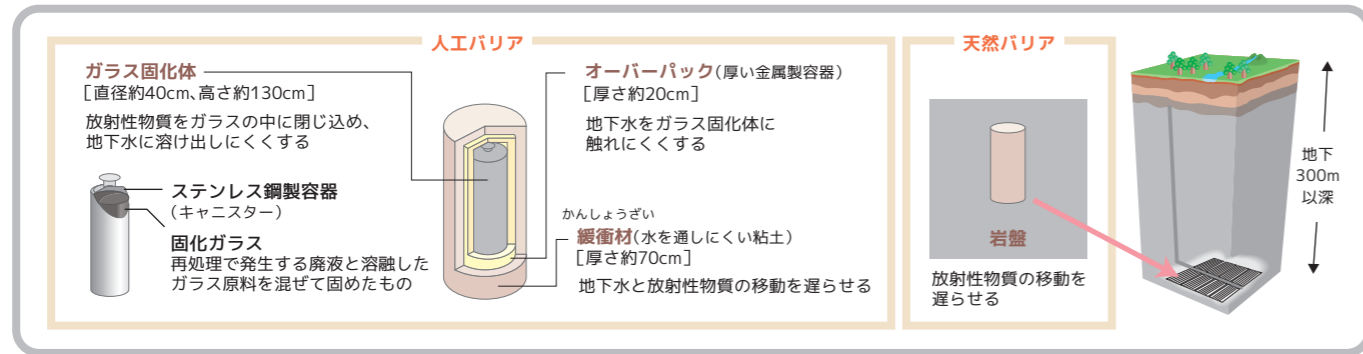 人工バリア
ガラス固化体
[直径約40cm、高さ約130cm]
放射性物質をガラスの中に閉じ込め、
地下水に溶け出しにくくする
ステンレス鋼製容器
(キャニスター)
固化ガラス
再処理で発生する廃液と溶融した
ガラス原料を混ぜて固めたもの
オーバーパック(厚い金属製容器)
[厚さ約20cm]
地下水をガラス固化体に
触れにくくする
かんしょうざい
緩衝材(水を通しにくい粘土)
[厚さ約70cm]
地下水と放射性物質の移動を遅らせる
天然バリア
岩盤
放射性物質の移動を
遅らせる
地下
300m
以深